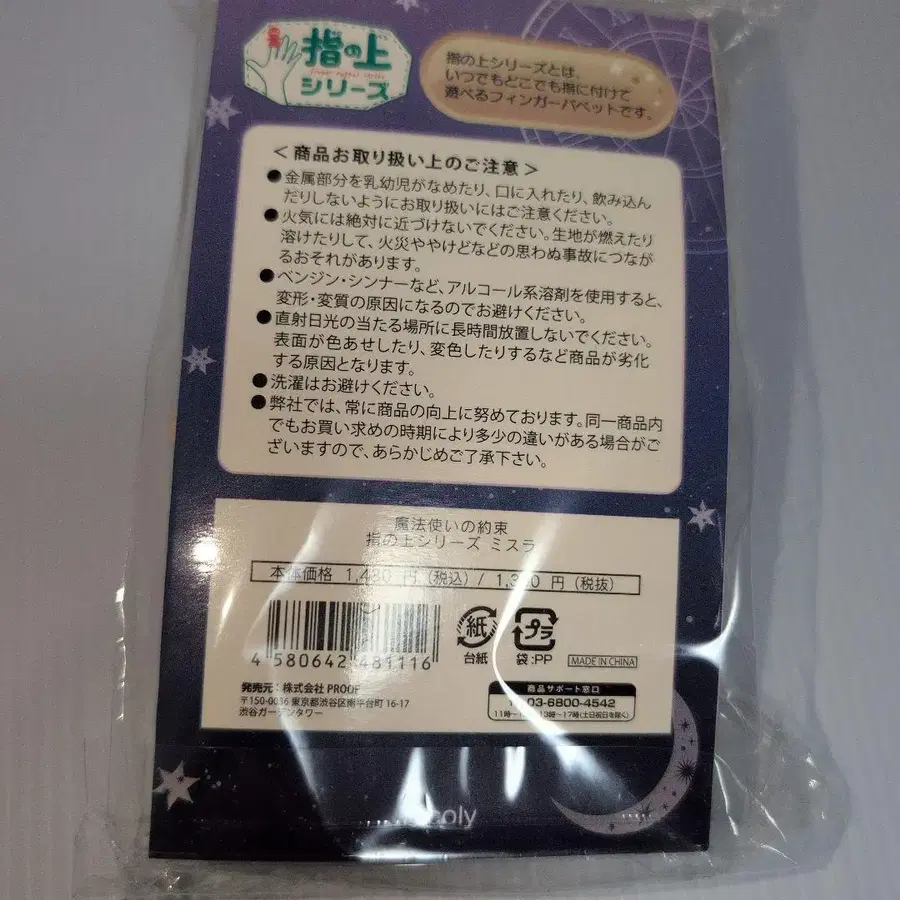 指の上
シリーズ
指の上シリーズとは、
いつでもどこでも指に付けて
遊べるフィンガーパペットです。
<商品お取り扱い上のご注意>
●金属部分を乳幼児がなめたり、口に入れたり、飲み込ん
だりしないようにお取り扱いにはご注意ください。
●火気には絶対に近づけないでください。生地が燃えたり
溶けたりして、火災ややけどなどの思わぬ事故につなが
るおそれがあります。
●ベンジン・シンナーなど、アルコール系溶剤を使用すると、
変形・変質の原因になるのでお避けください。
●直射日光の当たる場所に長時間放置しないでください。
表面が色あせしたり、変色したりするなど商品が劣化
する原因となります。
●洗濯はお避けください。
●弊社では、常に商品の向上に努めております。同一商品内
でもお買い求めの時期により多少の違いがある場合がご
ざいますので、あらかじめご了承下さい。
魔法使いの約束
指の上シリーズ ミスラ
本体価格 円(税込)/ 円(税抜)
4 580642 481116
紙
台紙
プラ
袋:PP
MADE IN CHINA
発売元:株式会社 PROOF
〒150-0036 東京都渋谷区南平台町 16-17
渋谷ガーデンタワー
商品サポート窓口
03-6800-4542
13時~17時(土日祝日を除く)
coly